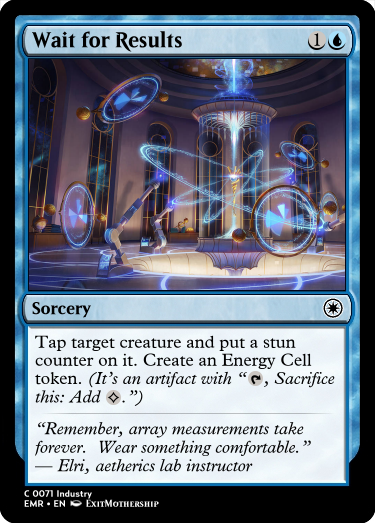 Wait for Results 1
Sorcery
Tap target creature and put a stun
counter on it. Create an Energy Cell
token. (It's an artifact with “, Sacrifice
this: Add .”)
“Remember, array measurements take
forever.  Wear something comfortable.”
— Elri, aetherics lab instructor
C 0071 Industry
EMR • EN ExitMothership